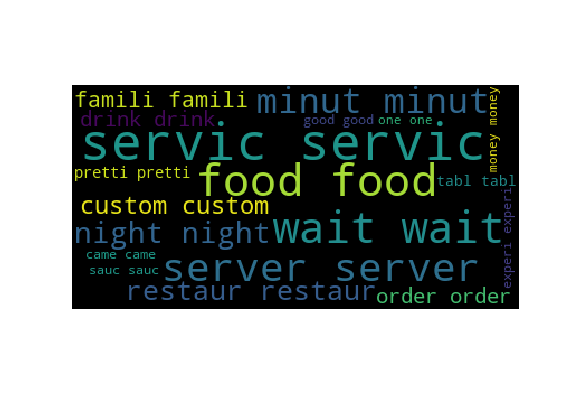 famili famili
minut minut
drink drink
good good
one one
money money
servic servic
pretti pretti
food food
tabl tabl
custom custom
experi experi
night night
wait wait
came came
sauc sauc
server server
restaur restaur
order order